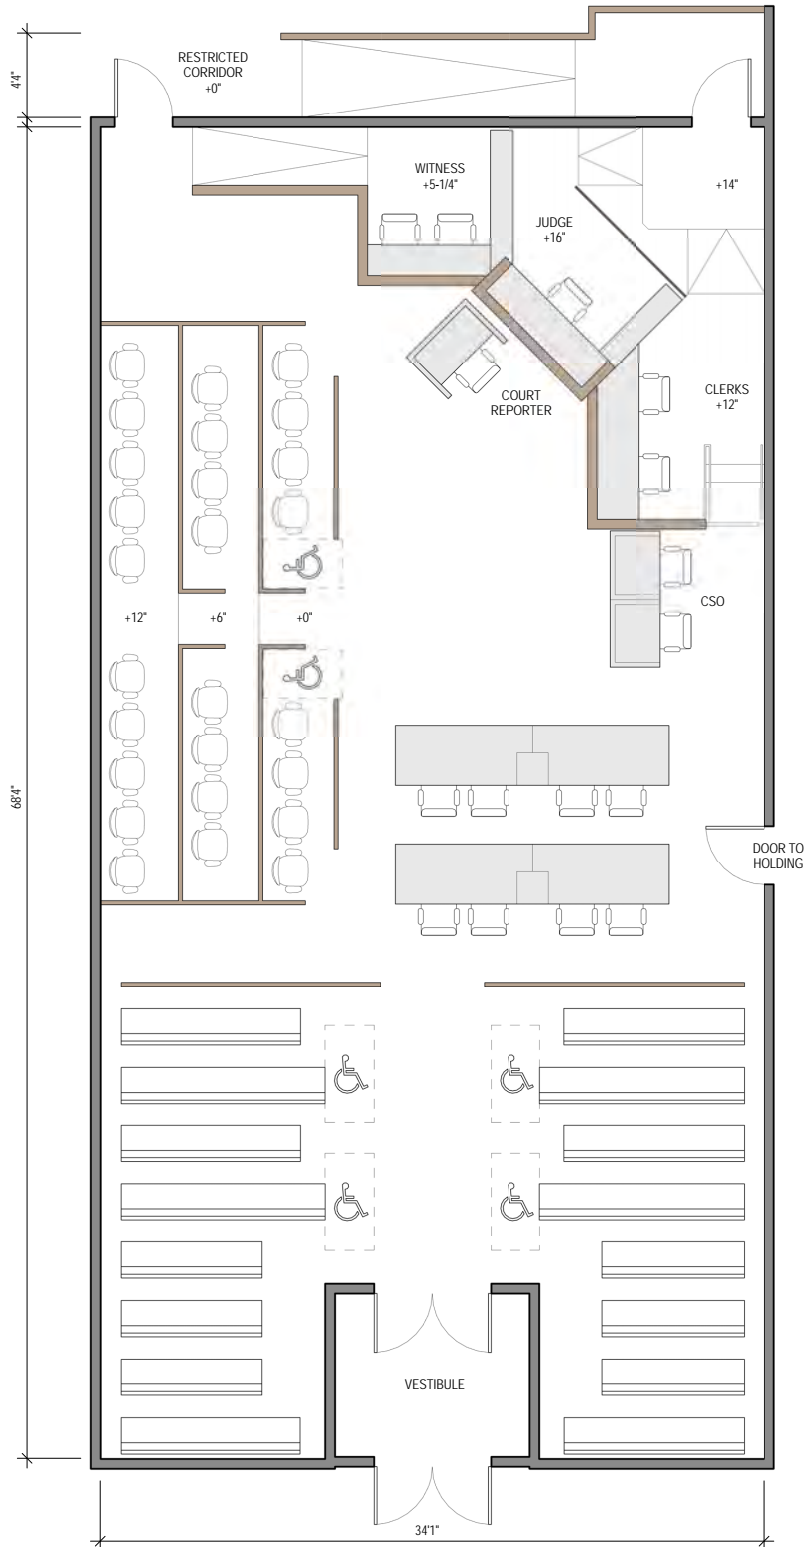 4'4"
RESTRICTED
CORRIDOR
+0"
WITNESS
+5-1/4"
JUDGE
+16"
+14"
COURT
REPORTER
CLERKS
+12"
CSO
+12"
+6"
+0"
68'4"
DOOR TO
HOLDING
VESTIBULE
34'1"